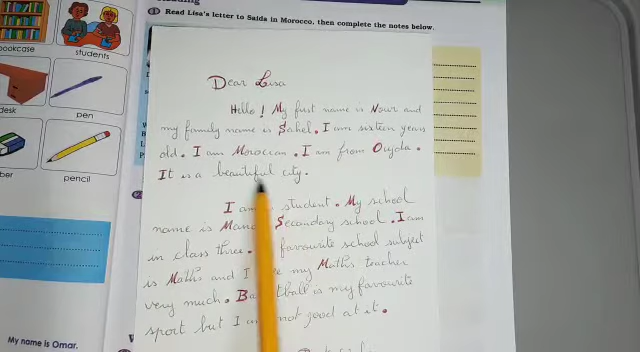 Reading
Read Lisa's letter to Saida in Morocco, then complete the notes below.
bookcase
students
desk
pen
pencil
My name is Omar.
Dear Lisa
Hello! My first name is Nour and
my family name is Sahel. I am sixteen years
old. I am Moroccan. I am from Oujda.
It is a beautiful city.
I am student. My school
name is Secondary school. I am
in class three. favourite school subject
is Maths and I my Maths teacher
very much. is my favourite
sport but I not good at it.